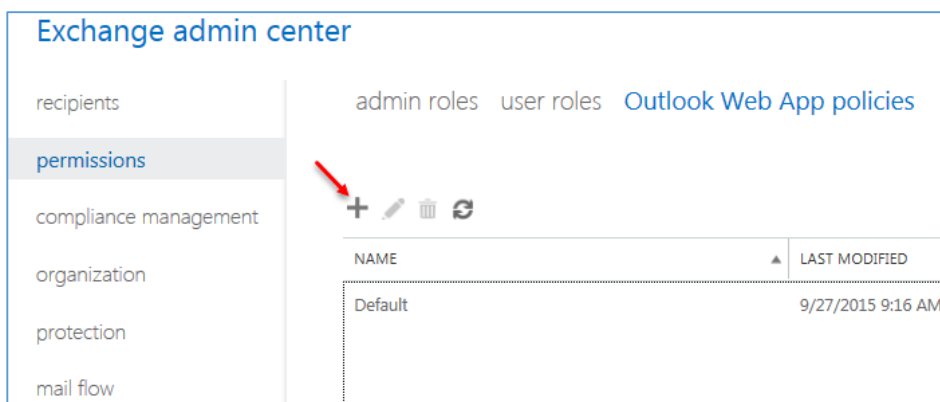 Exchange admin center
recipients
permissions
compliance management
organization
protection
mail flow
admin roles user roles Outlook Web App policies
NAME LAST MODIFIED
Default 9/27/2015 9:16 AM